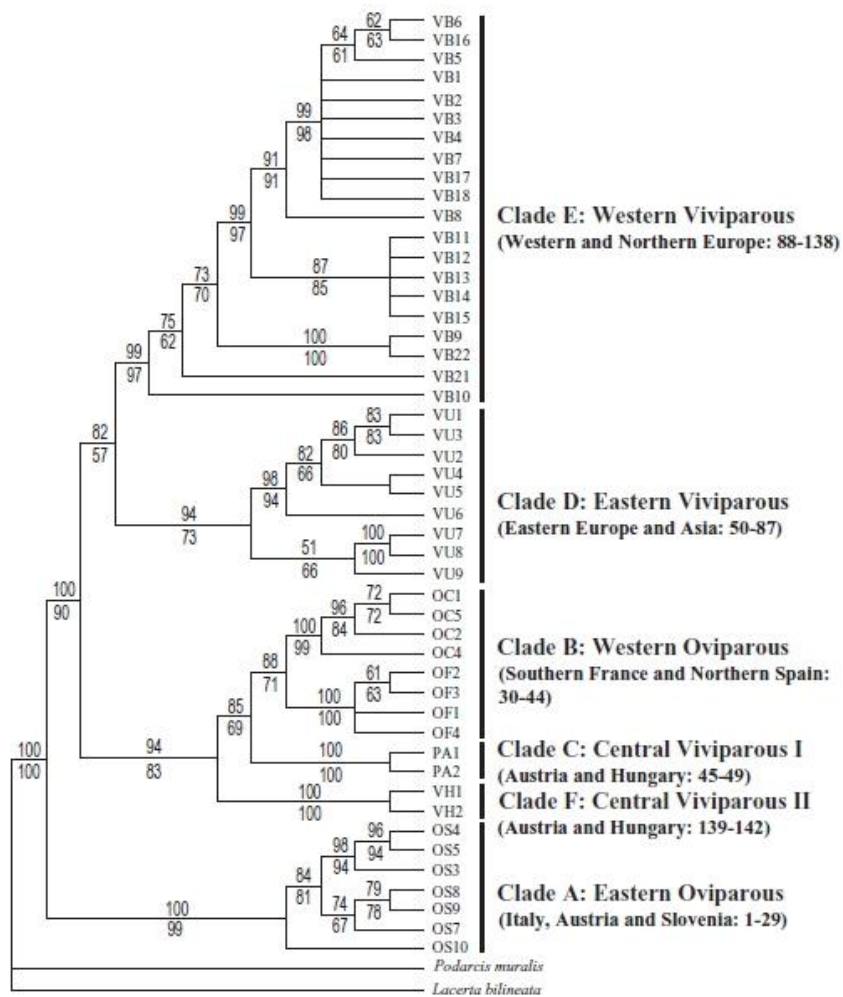 62
VB6
64
63
VB16
61
VB5
VB1
VB2
99
VB3
98
VB4
91
VB7
91
VB17
VB18
99
VB8
97
VB11
VB12
87
VB13
85
VB14
73
VB15
70
100
VB9
100
VB22
75
62
VB21
99
97
VB10
Clade E: Western Viviparous
(Western and Northern Europe: 88-138)
83
VU1
86
83
VU3
82
80
VU2
66
VU4
98
VU5
94
VU6
82
57
94
73
100
VU7
51
100
VU8
66
VU9
Clade D: Eastern Viviparous
(Eastern Europe and Asia: 50-87)
72
OC1
96
72
OC5
100
84
OC2
99
OC4
88
71
61
OF2
63
OF3
100
OF1
100
OF4
Clade B: Western Oviparous
(Southern France and Northern Spain:
30-44)
100
90
85
69
100
PA1
100
PA2
Clade C: Central Viviparous I
(Austria and Hungary: 45-49)
94
83
100
VH1
100
VH2
Clade F: Central Viviparous II
(Austria and Hungary: 139-142)
100
100
96
OS4
98
94
OS5
94
OS3
84
81
79
OS8
74
78
OS9
67
OS7
100
99
OS10
Clade A: Eastern Oviparous
(Italy, Austria and Slovenia: 1-29)
Podarcis muralis
Lacerta bilineata